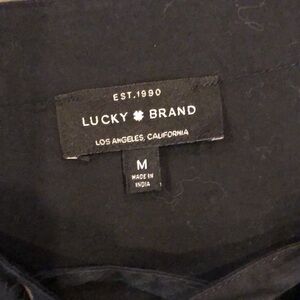 EST.1990
LUCKY BRAND
LOS ANGELES, CALIFORNIA
M
MADE IN
INDIA